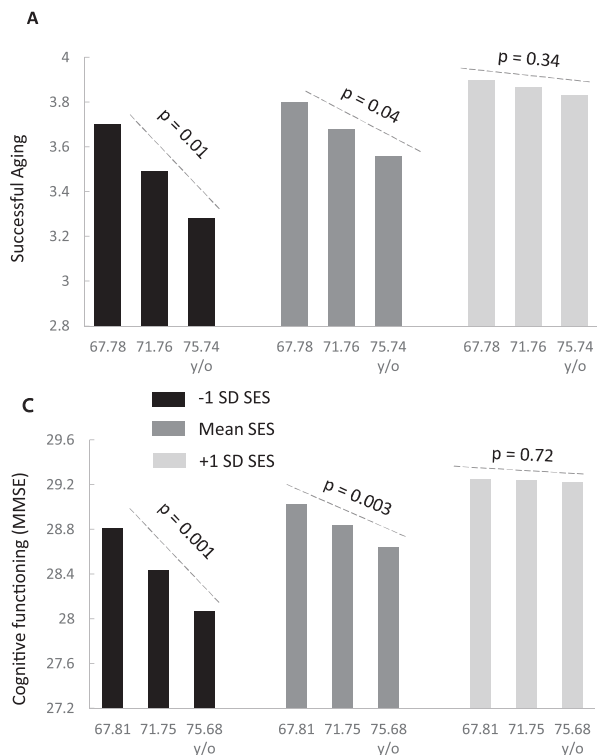 A
Successful Aging
4
3.8
3.6
3.4
3.2
3
2.8
p = 0.01
p = 0.04
p = 0.34
67.78 71.76 75.74 67.78 71.76 75.74 67.78 71.76 75.74
y/o y/o y/o
C
-1 SD SES
Mean SES
+1 SD SES
Cognitive functioning (MMSE)
29.6
29.2
28.8
28.4
28
27.6
27.2
p = 0.001
p = 0.003
p = 0.72
67.81 71.75 75.68 67.81 71.75 75.68 67.81 71.75 75.68
y/o y/o y/o